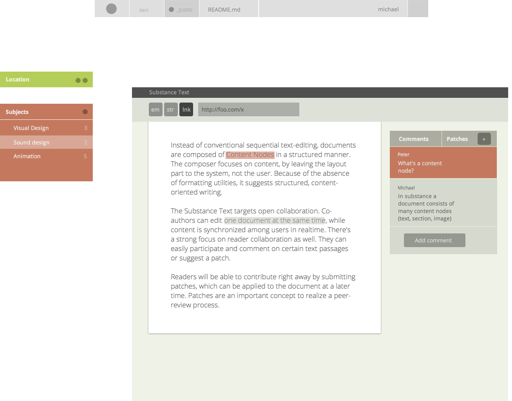 README.md
michael
Location
Substance Text
em
str
lnk
http://foo.com/x
Subjects
Visual Design
Sound design
Animation
5
Instead of conventional sequential text-editing, documents
are composed of Content Nodes in a structured manner.
The composer focuses on content, by leaving the layout
part to the system, not the user. Because of the absence
of formatting utilities, it suggests structured, content-
oriented writing.
The Substance Text targets open collaboration. Co-
authors can edit one document at the same time, while
content is synchronized among users in realtime. There's
a strong focus on reader collaboration as well. They can
easily participate and comment on certain text passages
or suggest a patch.
Readers will be able to contribute right away by submitting
patches, which can be applied to the document at a later
time. Patches are an important concept to realize a peer-
review process.
Comments
Patches
Peter
What's a content
node?
Michael
In substance a
document consists of
many content nodes
(text, section, image)
Add comment